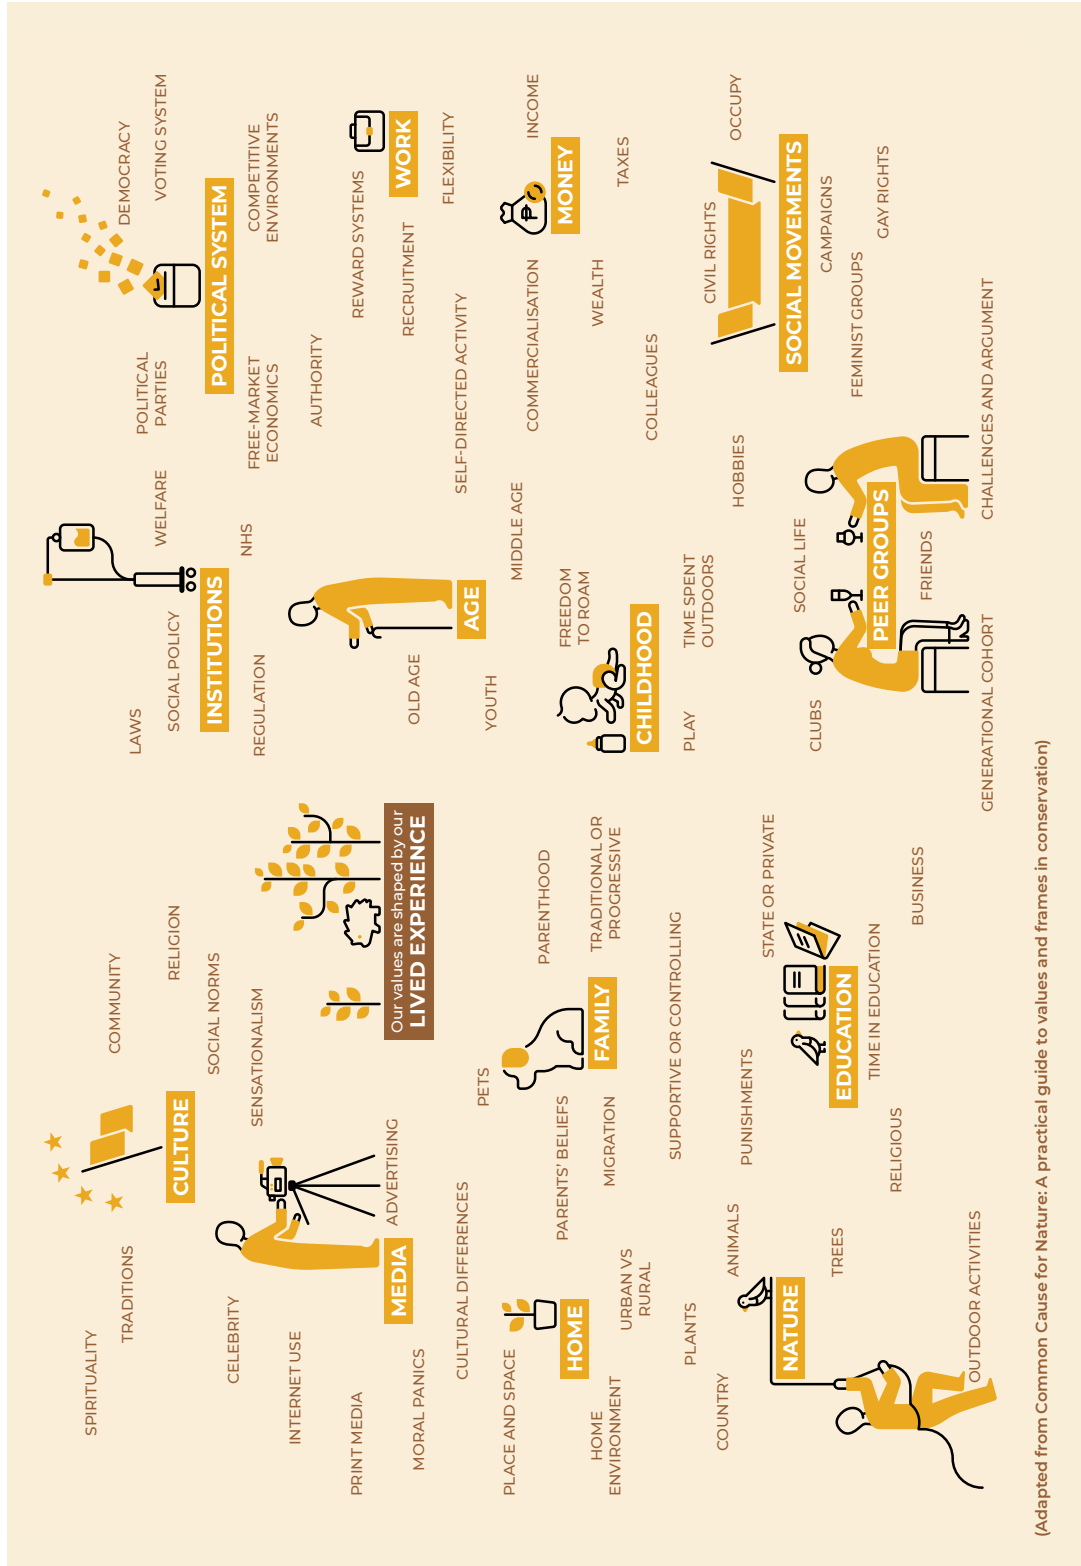 SPIRITUALITY
TRADITIONS
CULTURE
COMMUNITY
RELIGION
SOCIAL NORMS
CELEBRITY
SENSATIONALISM
INTERNET USE
PRINT MEDIA
MEDIA
ADVERTISING
MORAL PANICS
CULTURAL DIFFERENCES
Our values are shaped by our
LIVED EXPERIENCE
LAWS
SOCIAL POLICY
WELFARE
INSTITUTIONS
NHS
REGULATION
POLITICAL
PARTIES
DEMOCRACY
VOTING SYSTEM
POLITICAL SYSTEM
FREE-MARKET
ECONOMICS
COMPETITIVE
ENVIRONMENTS
AUTHORITY
REWARD SYSTEMS
WORK
RECRUITMENT
FLEXIBILITY
SELF-DIRECTED ACTIVITY
OLD AGE
AGE
YOUTH
MIDDLE AGE
INCOME
MONEY
COMMERCIALISATION
WEALTH
TAXES
COLLEAGUES
PLACE AND SPACE
HOME
HOME
ENVIRONMENT
URBAN VS
RURAL
PETS
PARENTHOOD
PARENTS' BELIEFS
FAMILY
TRADITIONAL OR
PROGRESSIVE
MIGRATION
SUPPORTIVE OR CONTROLLING
FREEDOM
TO ROAM
CHILDHOOD
PLAY
TIME SPENT
OUTDOORS
PLANTS
COUNTRY
ANIMALS
NATURE
TREES
OUTDOOR ACTIVITIES
PUNISHMENTS
STATE OR PRIVATE
EDUCATION
TIME IN EDUCATION
RELIGIOUS
BUSINESS
HOBBIES
SOCIAL LIFE
CLUBS
PEER GROUPS
FRIENDS
GENERATIONAL COHORT
CHALLENGES AND ARGUMENT
CIVIL RIGHTS
OCCUPY
SOCIAL MOVEMENTS
CAMPAIGNS
FEMINIST GROUPS
GAY RIGHTS
(Adapted from Common Cause for Nature: A practical guide to values and frames in conservation)